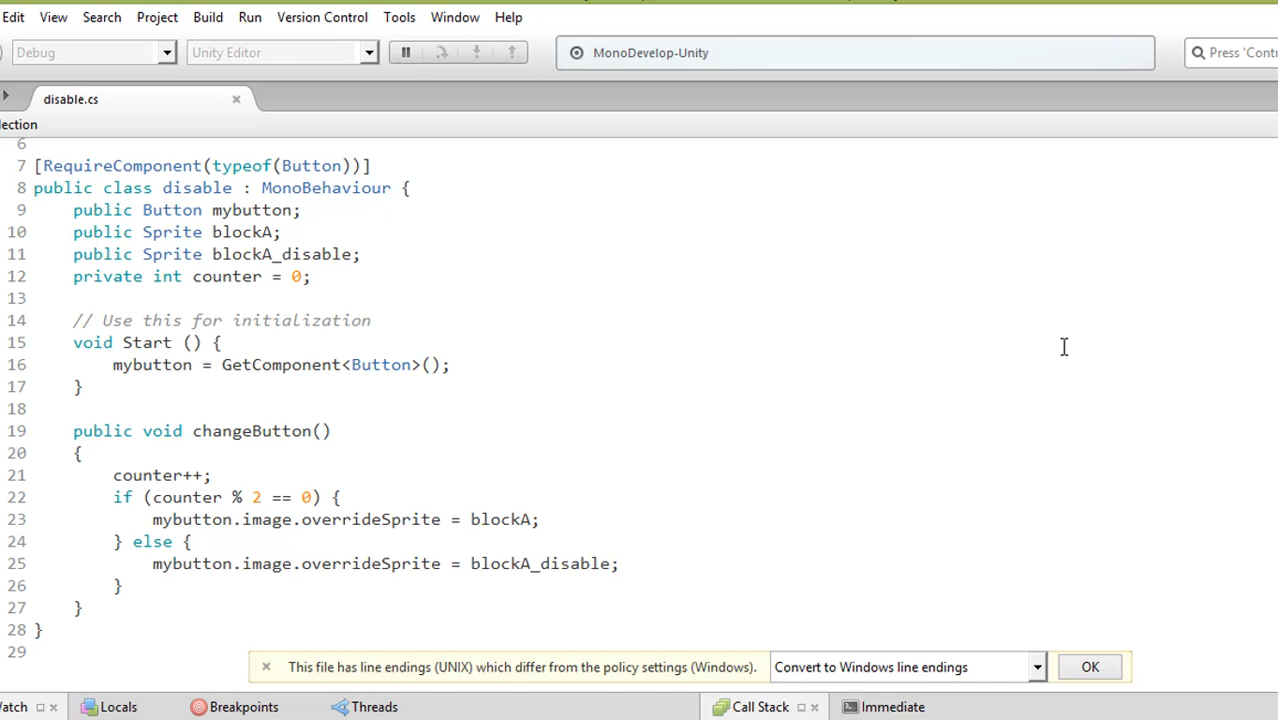 Edit View Search Project Build Run Version Control Tools Window Help
Debug Unity Editor MonoDevelop-Unity Press 'Contr
disable.cs
lection
6
7 [RequireComponent(typeof(Button))]
8 public class disable : MonoBehaviour {
9 public Button mybutton;
10 public Sprite blockA;
11 public Sprite blockA_disable;
12 private int counter = 0;
13
14 // Use this for initialization
15 void Start () {
16 mybutton = GetComponent<Button>();
17 }
18
19 public void changeButton()
20 {
21 counter++;
22 if (counter % 2 == 0) {
23 mybutton.image.overrideSprite = blockA;
24 } else {
25 mybutton.image.overrideSprite = blockA_disable;
26 }
27 }
28 }
29
This file has line endings (UNIX) which differ from the policy settings (Windows). Convert to Windows line endings OK
atch Locals Breakpoints Threads Call Stack Immediate